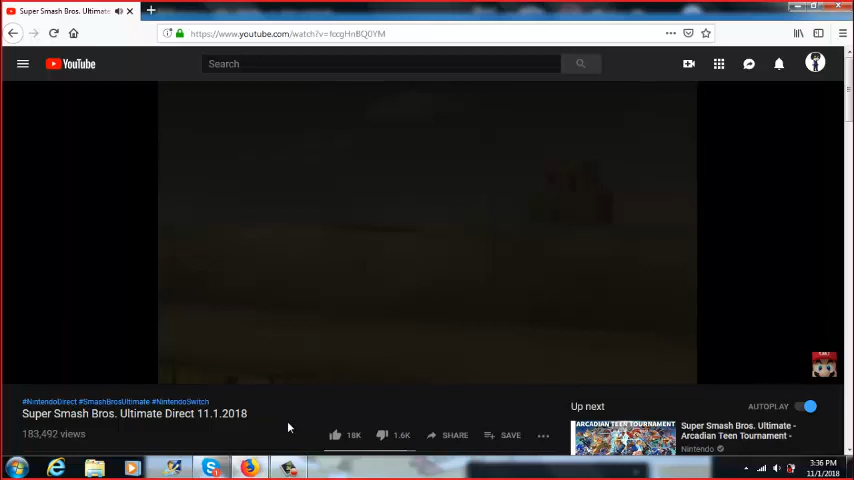 Super Smash Bros. Ultimate
https://www.youtube.com/watch?v=fccgHnBQ0YM
YouTube
Search
#NintendoDirect #SmashBrosUltimate #NintendoSwitch
Super Smash Bros. Ultimate Direct 11.1.2018
183,492 views
18K
1.6K
SHARE
SAVE
Up next
AUTOPLAY
ARCADIAN TEEN TOURNAMENT
Super Smash Bros. Ultimate -
Arcadian Teen Tournament -
Nintendo
3:36 PM
11/1/2018